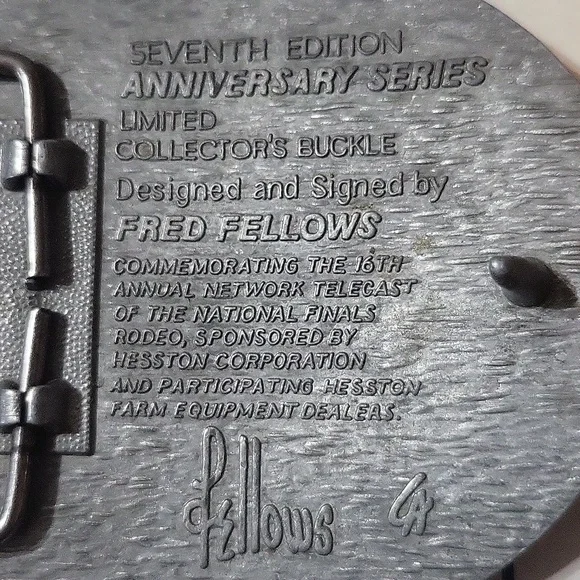 SEVENTH EDITION
ANNIVERSARY SERIES
LIMITED
COLLECTOR'S BUCKLE
Designed and Signed by
FRED FELLOWS
COMMEMORATING THE 16TH
ANNUAL NETWORK TELECAST
OF THE NATIONAL FINALS
RODEO, SPONSORED BY
HESSTON CORPORATION
AND PARTICIPATING HESSTON
FARM EQUIPMENT DEALERS.
Fellows CA